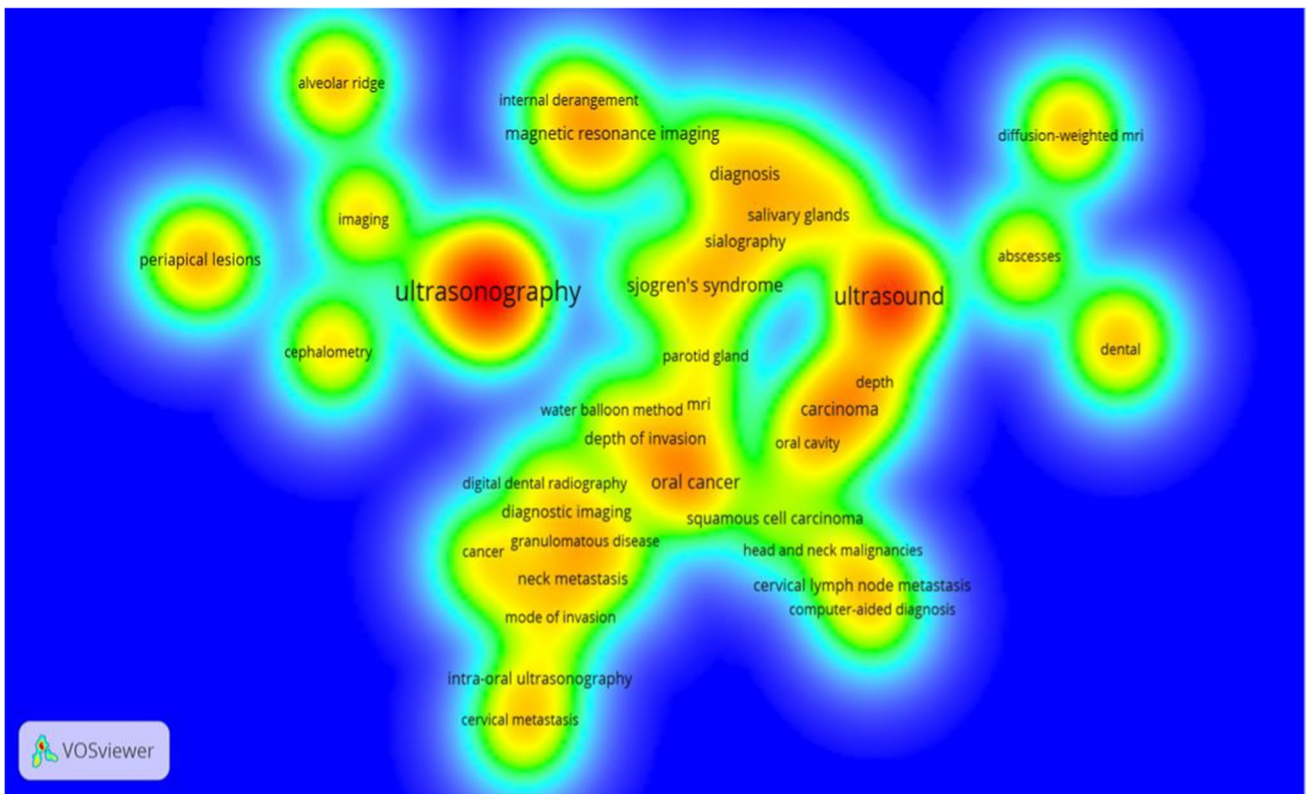 alveolar ridge
internal derangement
magnetic resonance imaging
diffusion-weighted mri
diagnosis
salivary glands
imaging
sialography
periapical lesions
abscesses
sjogren's syndrome
ultrasonography
ultrasound
cephalometry
dental
parotid gland
depth
water balloon method
mri
carcinoma
depth of invasion
oral cavity
digital dental radiography
oral cancer
diagnostic imaging
squamous cell carcinoma
granulomatous disease
cancer
head and neck malignancies
neck metastasis
cervical lymph node metastasis
computer-aided diagnosis
mode of invasion
intra-oral ultrasonography
cervical metastasis
VOSviewer